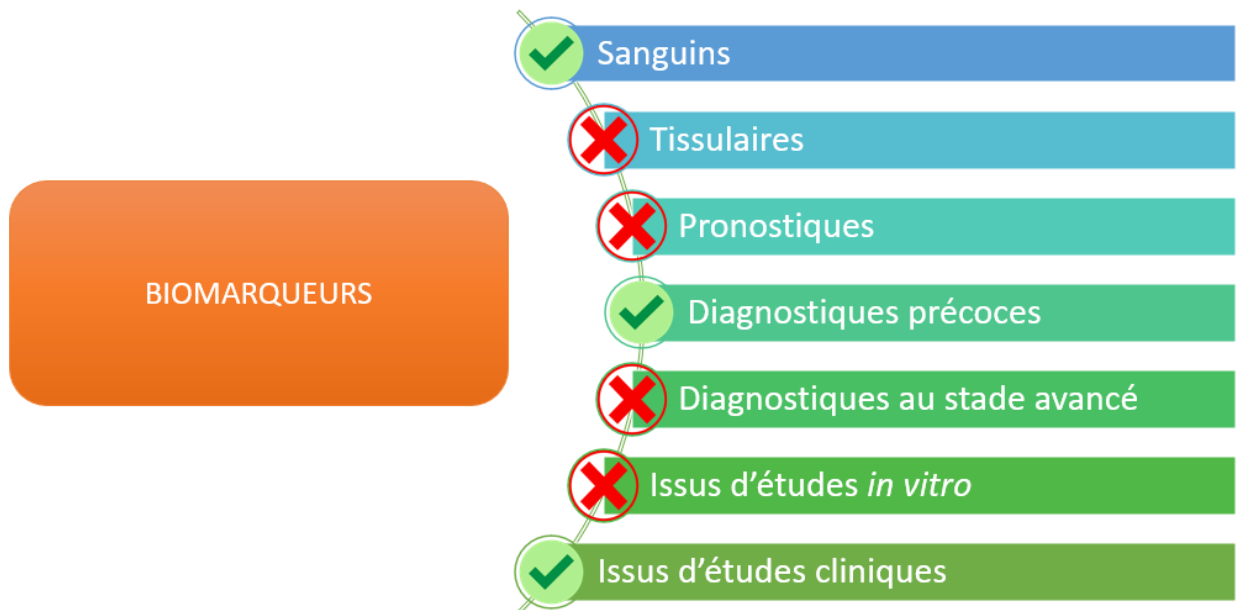 Sanguins
Tissulaires
Pronostiques
BIOMARQUEURS
Diagnostiques précoces
Diagnostiques au stade avancé
Issus d’études in vitro
Issus d’études cliniques